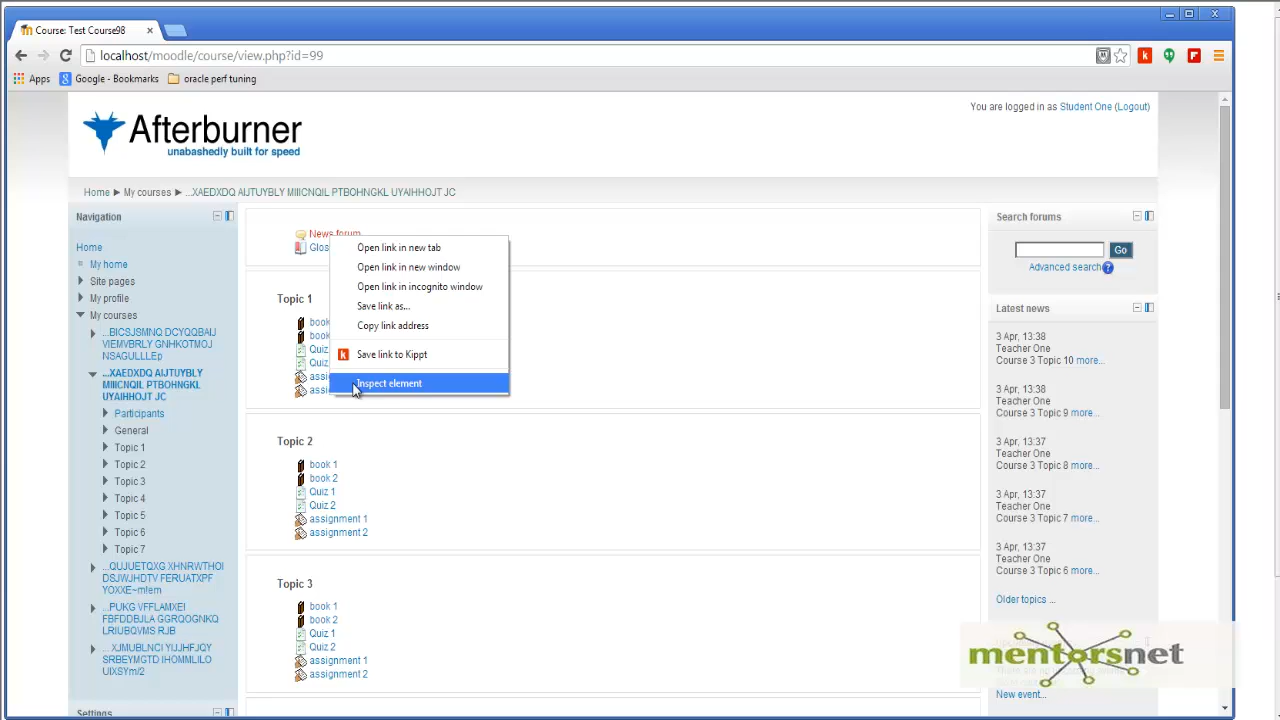 Course: Test Course98
localhost/moodle/course/view.php?id=99
Apps
Google - Bookmarks
oracle perf tuning
Afterburner
unabashedly built for speed
You are logged in as Student One (Logout)
Home ▶ My courses ▶ ...XAEDXDQ AIJTUYBLY MIIICNQIL PTBOHNGKL UYAIHHOJT JC
Navigation
Home
My home
Site pages
My profile
My courses
...BICSJSMNQ DCYQQBAIJ
VIEMVBRLY GNHKOTMOJ
NSAGULLLEp
...XAEDXDQ AIJTUYBLY
MIIICNQIL PTBOHNGKL
UYAIHHOJT JC
Participants
General
Topic 1
Topic 2
Topic 3
Topic 4
Topic 5
Topic 6
Topic 7
...QUJUETQXG XHNRWTHOI
DSJWJHDTV FERUATXPF
YOXXE~m!em
...PUKG VFFLAMXEI
FBFDDBJLA GGRQOGNKQ
LRIUBQVMS RJB
... XJMUBLNCI YIJJHFJQY
SRBEYMGTD IHOMMLILO
UIXSYm/2
Settings
News forum
Glos
Open link in new tab
Open link in new window
Open link in incognito window
Save link as...
Copy link address
Save link to Kippt
Inspect element
Topic 1
book
book
Quiz
Quiz
assi
assi
Topic 2
book 1
book 2
Quiz 1
Quiz 2
assignment 1
assignment 2
Topic 3
book 1
book 2
Quiz 1
Quiz 2
assignment 1
assignment 2
Search forums
Go
Advanced search
Latest news
3 Apr, 13:38
Teacher One
Course 3 Topic 10 more...
3 Apr, 13:38
Teacher One
Course 3 Topic 9 more...
3 Apr, 13:37
Teacher One
Course 3 Topic 8 more...
3 Apr, 13:37
Teacher One
Course 3 Topic 7 more...
3 Apr, 13:37
Teacher One
Course 3 Topic 6 more...
Older topics ...
mentorsnet
New event...